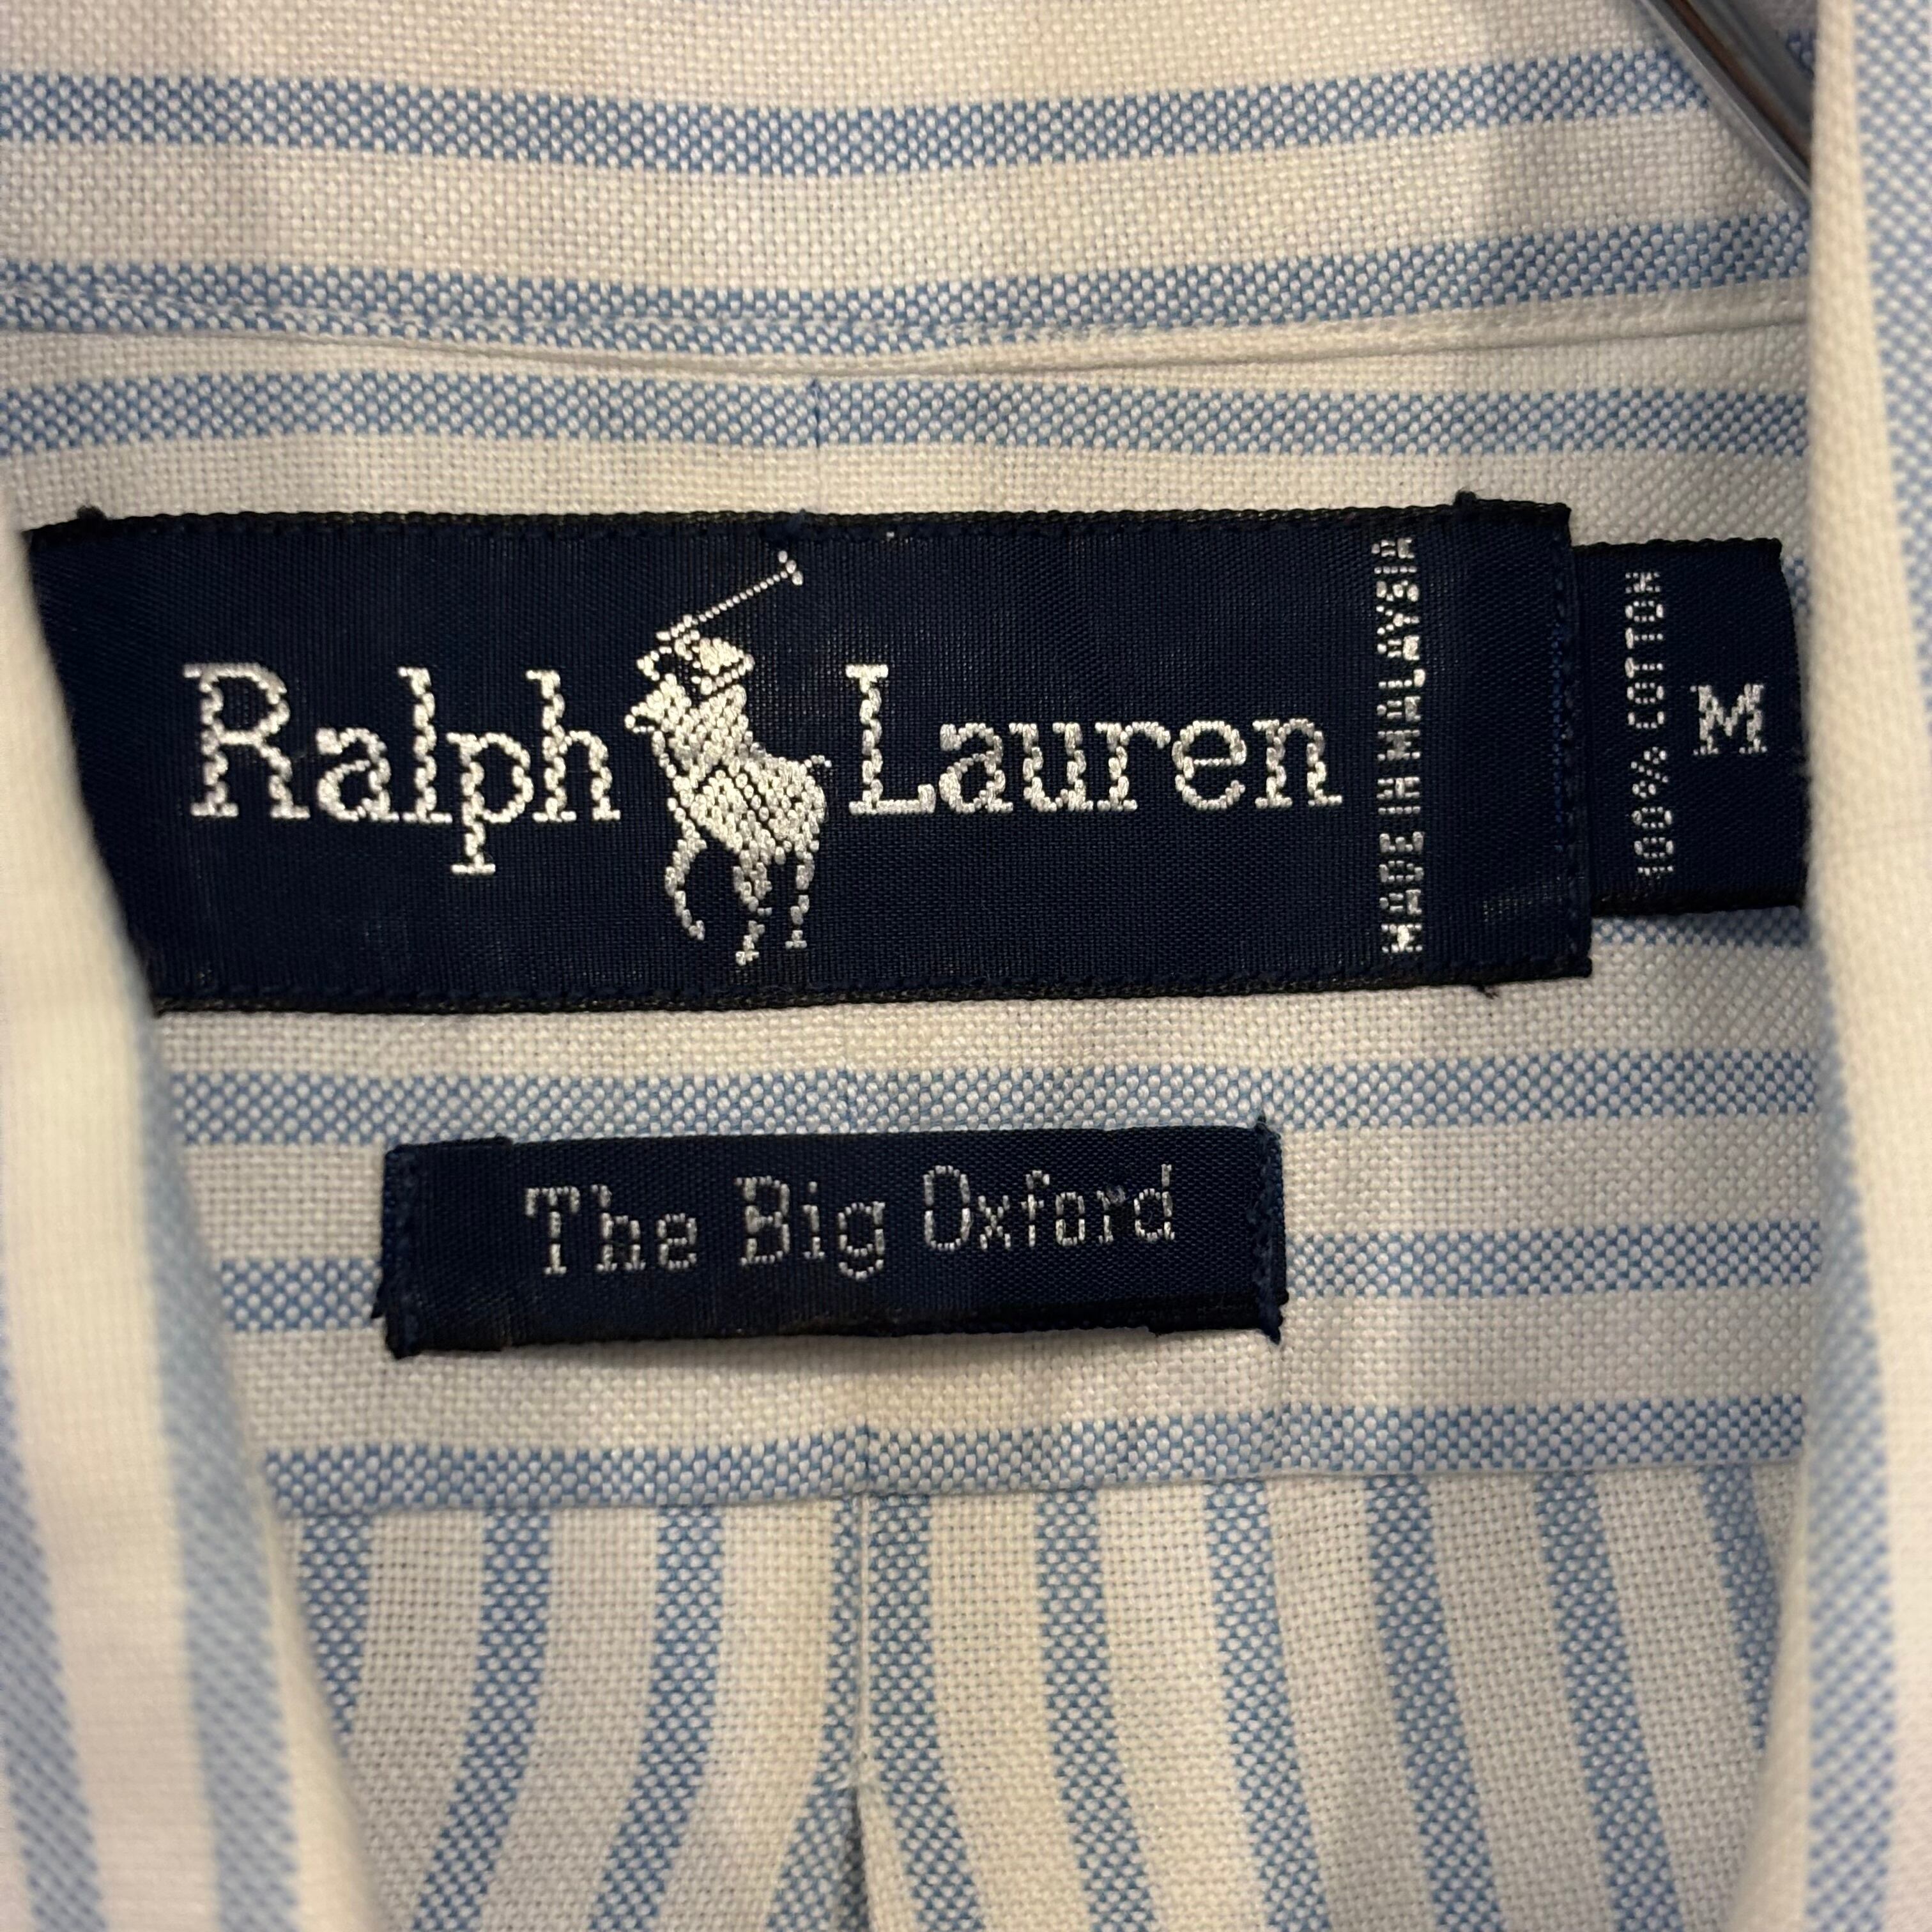 Ralph Lauren
MADE IN MALAYSIA
100% COTTON
M
The Big Oxford